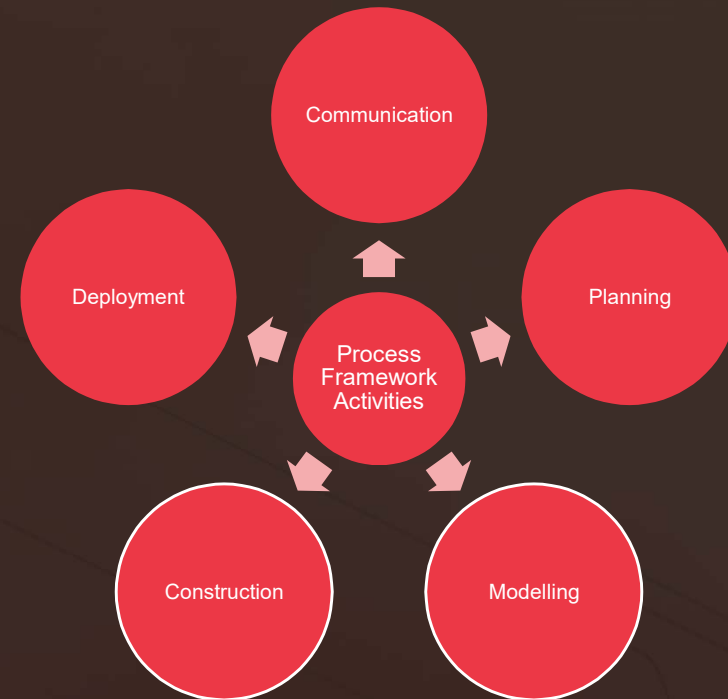 Communication
Deployment
Planning
Process
Framework
Activities
Construction
Modelling